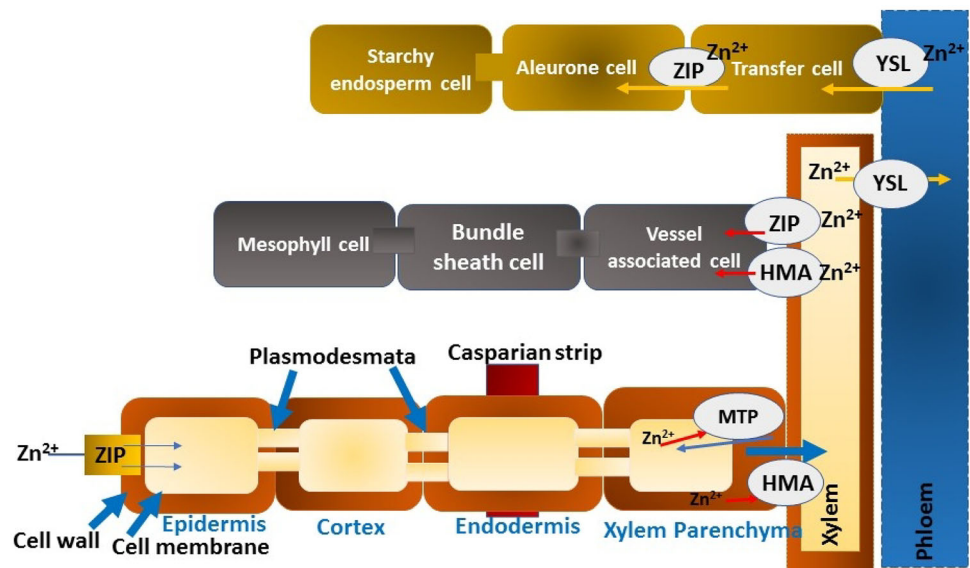 Starchy
endosperm cell
Aleurone cell
ZIP
Zn2+
Transfer cell
YSL
Zn2+
Zn2+
YSL
Mesophyll cell
Bundle
sheath cell
Vessel
associated cell
ZIP
Zn2+
HMA
Zn2+
Plasmodesmata
Casparian strip
MTP
Zn2+
Zn2+
ZIP
HMA
Zn2+
Epidermis
Cortex
Endodermis
Xylem Parenchyma
Cell wall
Cell membrane
Xylem
Phloem